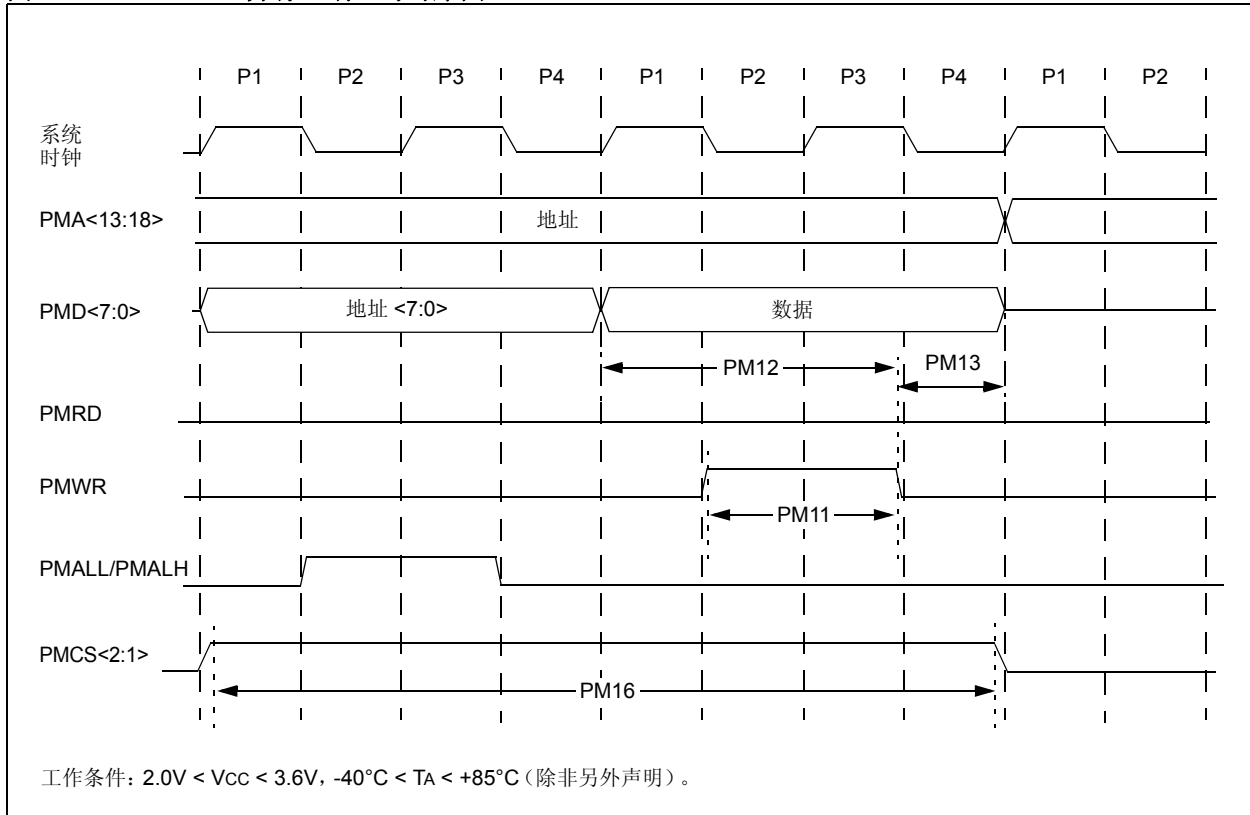 P1 P2 P3 P4 P1 P2 P3 P4 P1 P2
系统
时钟
PMA<13:18>
地址
PMD<7:0>
地址 <7:0>
数据
PM12
PM13
PMRD
PMWR
PM11
PMALL/PMALH
PMCS<2:1>
PM16
工作条件：2.0V < VCC < 3.6V，-40°C < TA < +85°C（除非另外声明）。